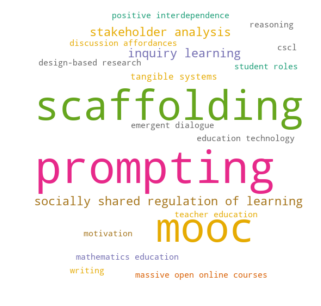 positive interdependence
reasoning
stakeholder analysis
discussion affordances
cscl
inquiry learning
design-based research
student roles
tangible systems
scaffolding
emergent dialogue
education technology
prompting
socially shared regulation of learning
teacher education
mooc
motivation
mathematics education
writing
massive open online courses